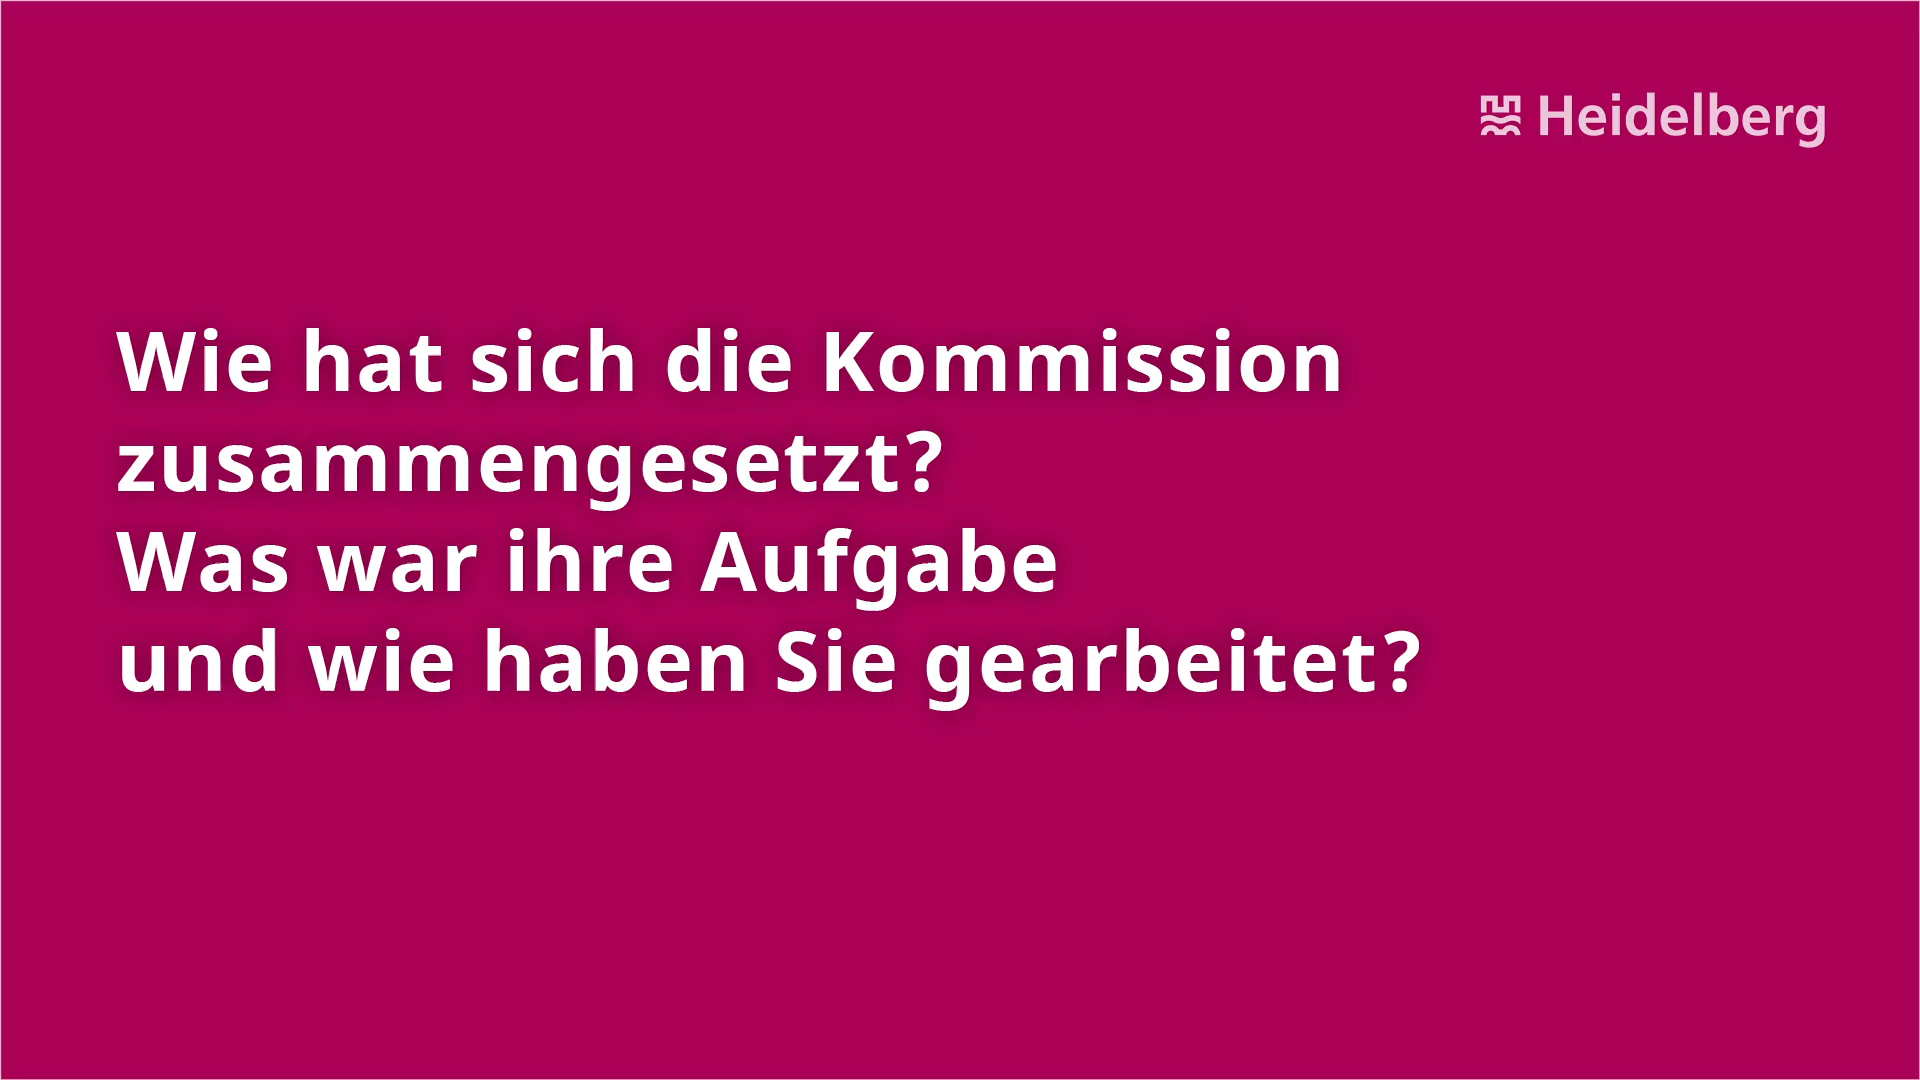 Heidelberg
Wie hat sich die Kommission
zusammengesetzt?
Was war ihre Aufgabe
und wie haben Sie gearbeitet?